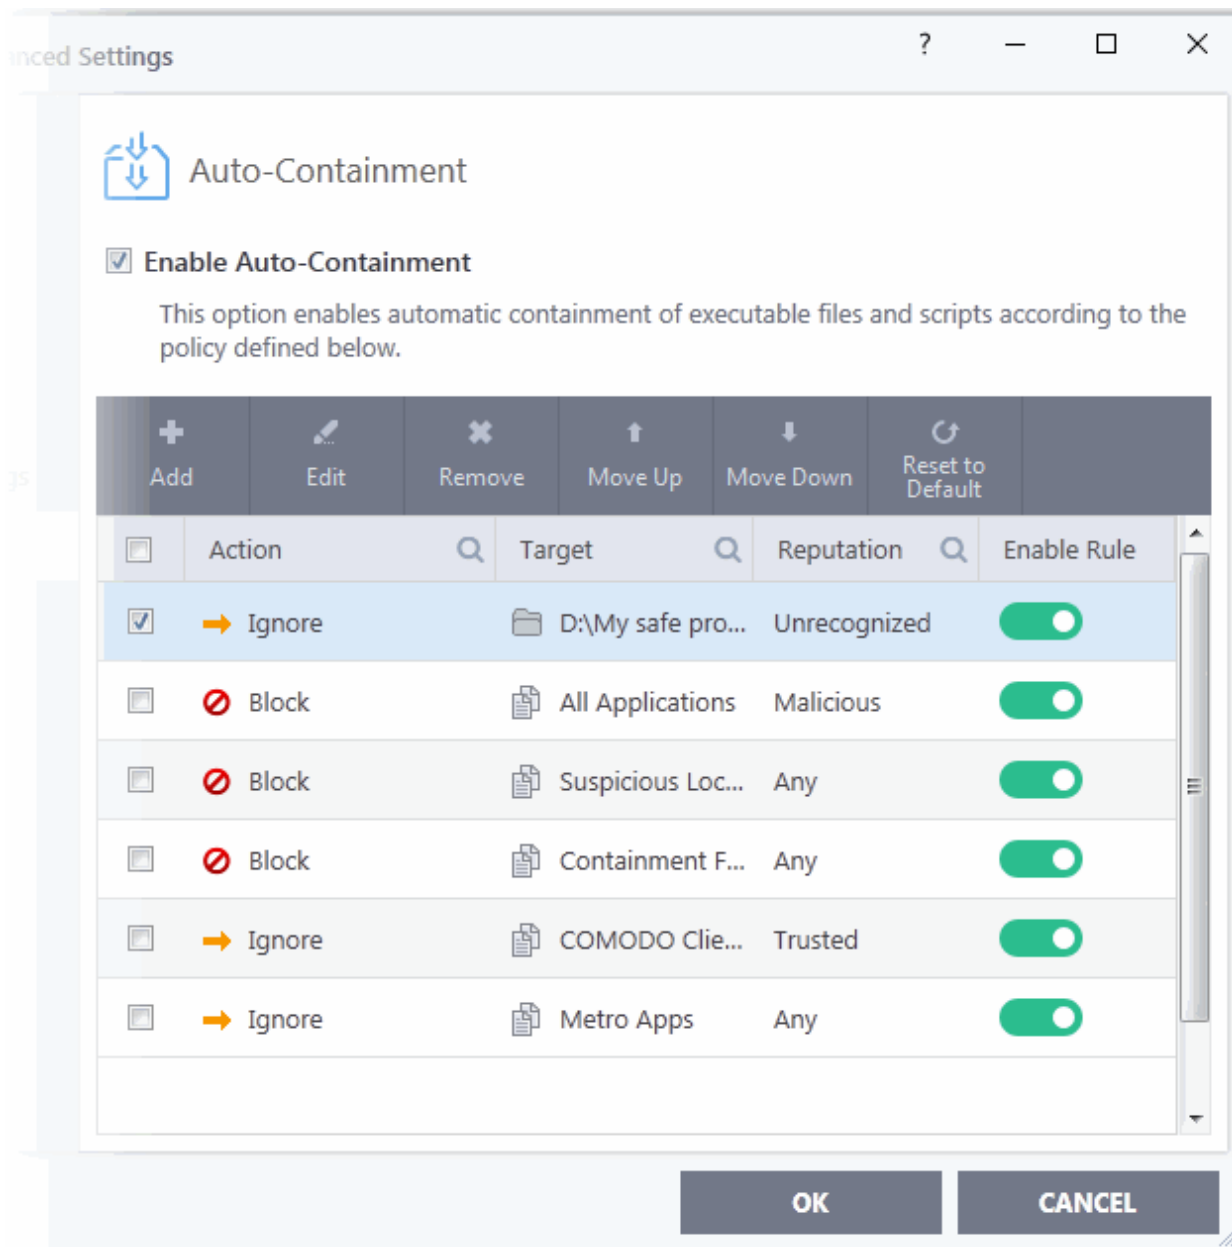 anced Settings
?
Auto-Containment
Enable Auto-Containment
This option enables automatic containment of executable files and scripts according to the
policy defined below.
Add Edit Remove Move Up Move Down Reset to
Default
gs
Action Target Reputation Enable Rule
Ignore D:\My safe pro... Unrecognized
Block All Applications Malicious
Block Suspicious Loc... Any
Block Containment F... Any
Ignore COMODO Clie... Trusted
Ignore Metro Apps Any
OK CANCEL